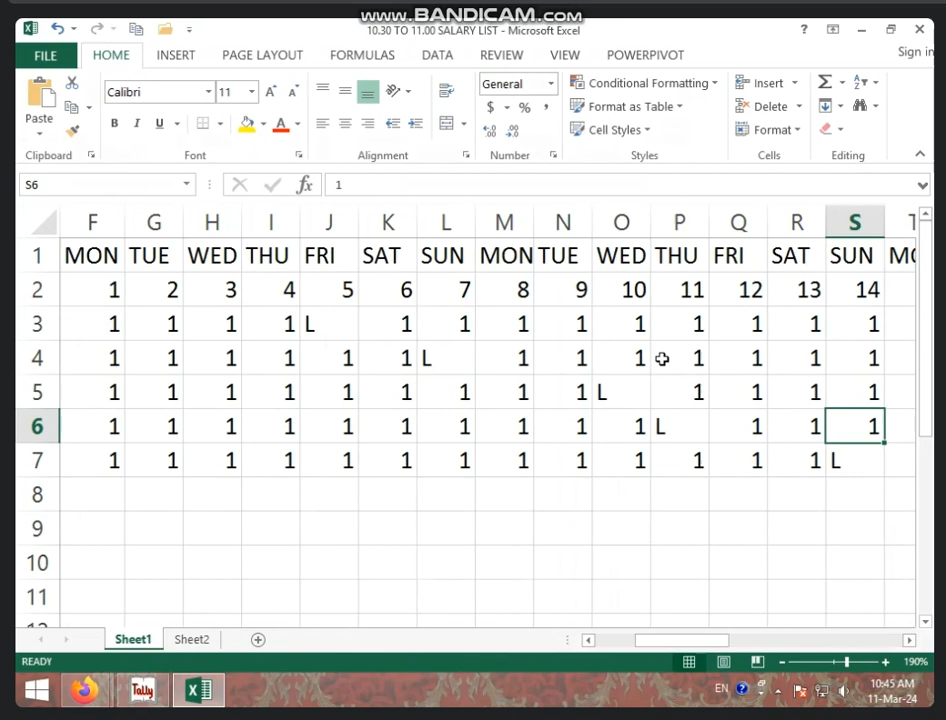 www.BANDICAM.com
10.30 TO 11.00 SALARY LIST - Microsoft Excel
FILE HOME INSERT PAGE LAYOUT FORMULAS DATA REVIEW VIEW POWERPIVOT Sign in
Calibri 11 General Conditional Formatting Insert
Paste B I U $ % , Format as Table Delete
Cell Styles Format
Clipboard Font Alignment Number Styles Cells Editing
S6 fx 1
F G H I J K L M N O P Q R S
1 MON TUE WED THU FRI SAT SUN MON TUE WED THU FRI SAT SUN
2 1 2 3 4 5 6 7 8 9 10 11 12 13 14
3 1 1 1 1 L 1 1 1 1 1 1 1 1 1
4 1 1 1 1 1 1 L 1 1 1 1 1 1 1
5 1 1 1 1 1 1 1 1 1 L 1 1 1 1
6 1 1 1 1 1 1 1 1 1 1 L 1 1 1
7 1 1 1 1 1 1 1 1 1 1 1 1 1 L
8
9
10
11
Sheet1 Sheet2
READY 190%
Tally EN 10:45 AM
11-Mar-24